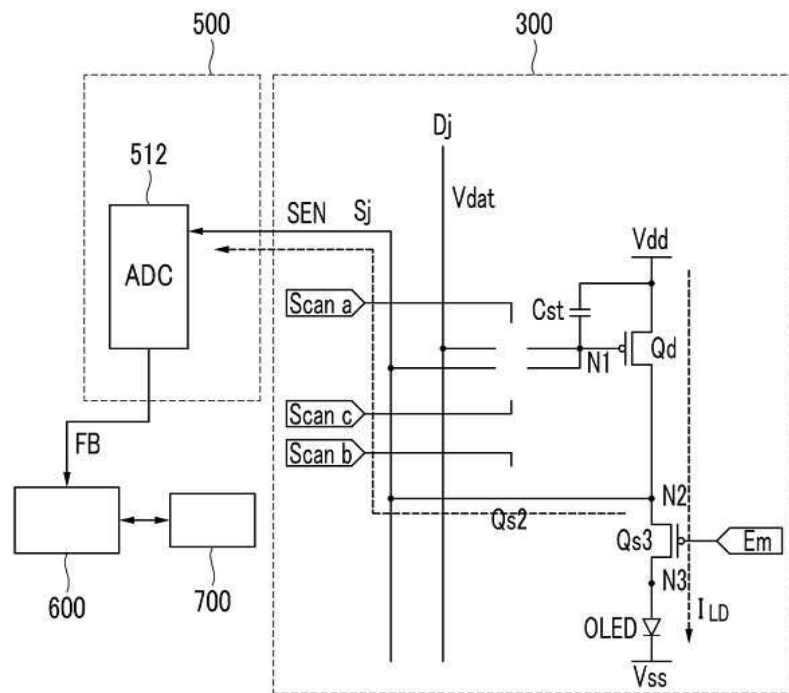 500
300
512
Dj
SEN
Sj
Vdat
Vdd
ADC
Scan a
Cst
Qd
N1
Scan c
FB
Scan b
N2
Qs2
Qs3
Em
N3
600
700
OLED
ILD
Vss